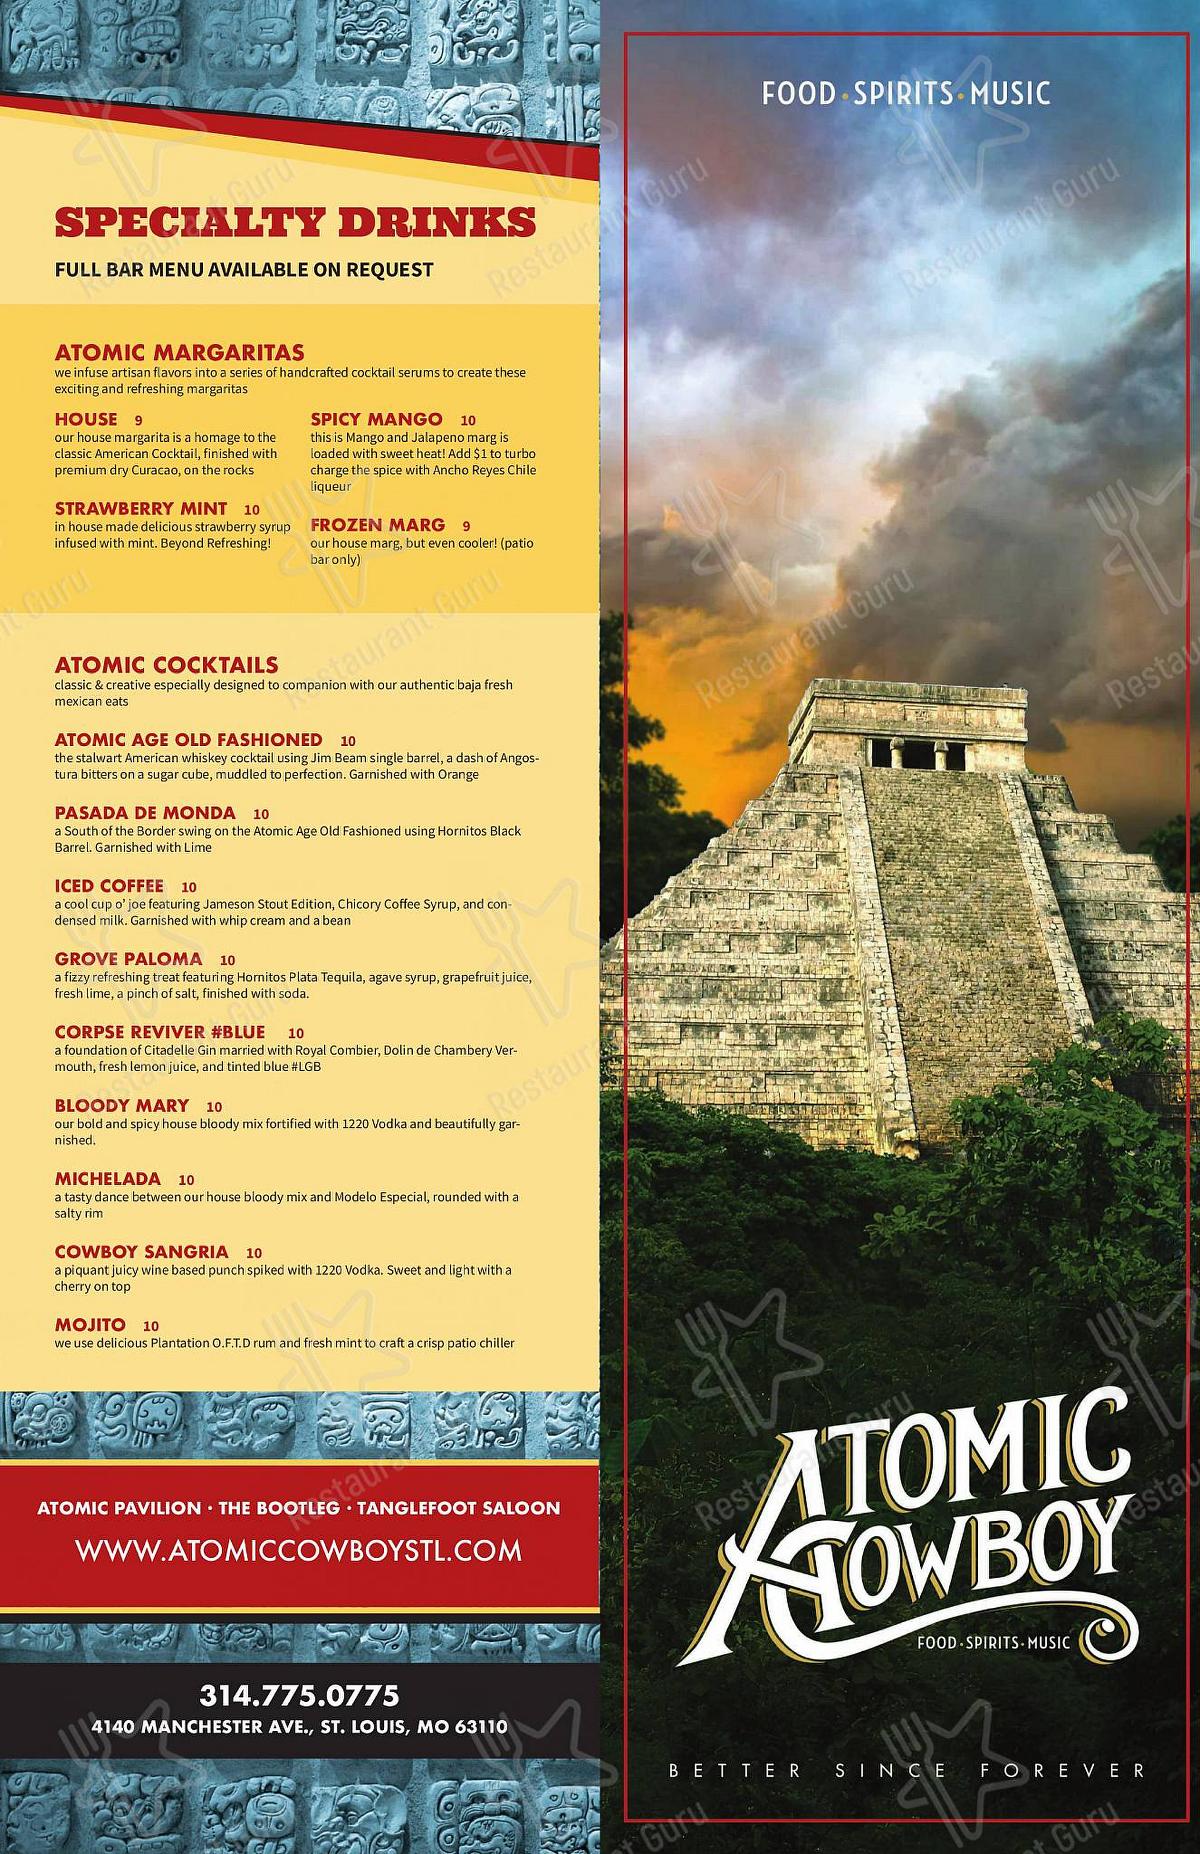 SPECIALTY DRINKS
FULL BAR MENU AVAILABLE ON REQUEST
ATOMIC MARGARITAS
we infuse artisan flavors into a series of handcrafted cocktail serums to create these
exciting and refreshing margaritas
HOUSE 9
our house margarita is a homage to the
classic American Cocktail, finished with
premium dry Curacao, on the rocks
STRAWBERRY MINT 10
in house made delicious strawberry syrup
infused with mint. Beyond Refreshing!
SPICY MANGO 10
this is Mango and Jalapeno marg is
loaded with sweet heat! Add $1 to turbo
charge the spice with Ancho Reyes Chile
liqueur
FROZEN MARG 9
our house marg, but even cooler! (patio
bar only)
ATOMIC COCKTAILS
classic & creative especially designed to companion with our authentic baja fresh
mexican eats
ATOMIC AGE OLD FASHIONED 10
the stalwart American whiskey cocktail using Jim Beam single barrel, a dash of Angos-
tura bitters on a sugar cube, muddled to perfection. Garnished with Orange
PASADA DE MONDA 10
a South of the Border swing on the Atomic Age Old Fashioned using Hornitos Black
Barrel. Garnished with Lime
ICED COFFEE 10
a cool cup o' joe featuring Jameson Stout Edition, Chicory Coffee Syrup, and con-
densed milk. Garnished with whip cream and a bean
GROVE PALOMA 10
a fizzy refreshing treat featuring Hornitos Plata Tequila, agave syrup, grapefruit juice,
fresh lime, a pinch of salt, finished with soda.
CORPSE REVIVER #BLUE 10
a foundation of Citadelle Gin married with Royal Combier, Dolin de Chambery Ver-
mouth, fresh lemon juice, and tinted blue #LGB
BLOODY MARY 10
our bold and spicy house bloody mix fortified with 1220 Vodka and beautifully gar-
nished.
MICHELADA 10
a tasty dance between our house bloody mix and Modelo Especial, rounded with a
salty rim
COWBOY SANGRIA 10
a piquant juicy wine based punch spiked with 1220 Vodka. Sweet and light with a
cherry on top
MOJITO 10
we use delicious Plantation O.F.T.D rum and fresh mint to craft a crisp patio chiller
ATOMIC PAVILION · THE BOOTLEG · TANGLEFOOT SALOON
WWW.ATOMICCOWBOYSTL.COM
314.775.0775
4140 MANCHESTER AVE., ST. LOUIS, MO 63110
FOOD·SPIRITS·MUSIC
ATOMIC
COWBOY
FOOD·SPIRITS·MUSIC
BETTER SINCE FOREVER
Restaurant Guru